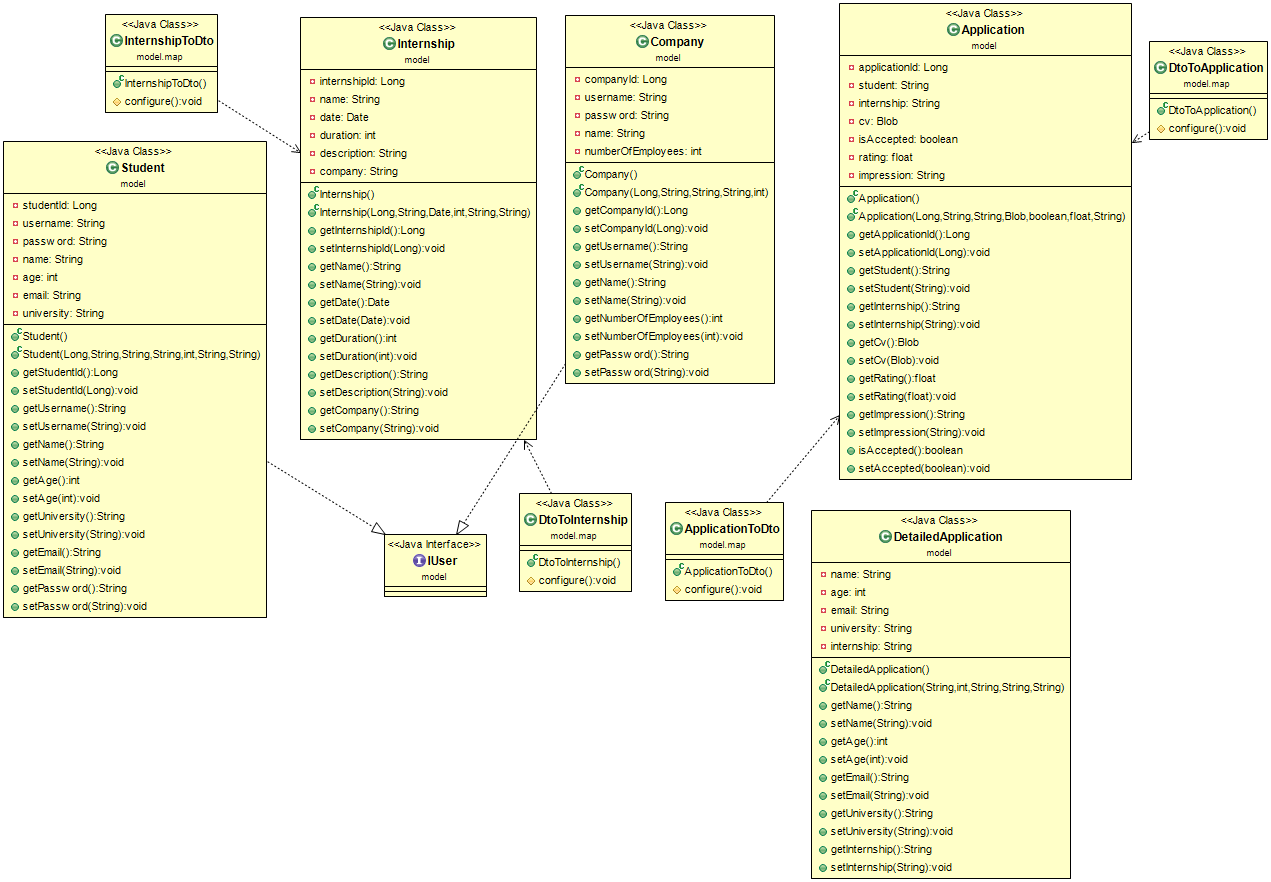 <<Java Class>>
InternshipToDto
model.map
InternshipToDto()
configure():void
<<Java Class>>
Internship
model
internshipId: Long
name: String
date: Date
duration: int
description: String
company: String
Internship()
Internship(Long,String,Date,int,String,String)
getInternshipId():Long
setInternshipId(Long):void
getName():String
setName(String):void
getDate():Date
setDate(Date):void
getDuration():int
setDuration(int):void
getDescription():String
setDescription(String):void
getCompany():String
setCompany(String):void
<<Java Class>>
Company
model
companyId: Long
username: String
password: String
name: String
numberOfEmployees: int
Company()
Company(Long,String,String,String,int)
getCompanyId():Long
setCompanyId(Long):void
getUsername():String
setUsername(String):void
getName():String
setName(String):void
getNumberOfEmployees():int
setNumberOfEmployees(int):void
getPassword():String
setPassword(String):void
<<Java Class>>
Application
model
applicationId: Long
student: String
internship: String
cv: Blob
isAccepted: boolean
rating: float
impression: String
Application()
Application(Long,String,String,Blob,boolean,float,String)
getApplicationId():Long
setApplicationId(Long):void
getStudent():String
setStudent(String):void
getInternship():String
setInternship(String):void
getCv():Blob
setCv(Blob):void
getRating():float
setRating(float):void
getImpression():String
setImpression(String):void
isAccepted():boolean
setAccepted(boolean):void
<<Java Class>>
DtoToApplication
model.map
DtoToApplication()
configure():void
<<Java Class>>
Student
model
studentId: Long
username: String
password: String
name: String
age: int
email: String
university: String
Student()
Student(Long,String,String,String,int,String,String)
getStudentId():Long
setStudentId(Long):void
getUsername():String
setUsername(String):void
getName():String
setName(String):void
getAge():int
setAge(int):void
getUniversity():String
setUniversity(String):void
getEmail():String
setEmail(String):void
getPassword():String
setPassword(String):void
<<Java Interface>>
IUser
model
<<Java Class>>
DtoToInternship
model.map
DtoToInternship()
configure():void
<<Java Class>>
ApplicationToDto
model.map
ApplicationToDto()
configure():void
<<Java Class>>
DetailedApplication
model
name: String
age: int
email: String
university: String
internship: String
DetailedApplication()
DetailedApplication(String,int,String,String,String)
getName():String
setName(String):void
getAge():int
setAge(int):void
getEmail():String
setEmail(String):void
getUniversity():String
setUniversity(String):void
getInternship():String
setInternship(String):void